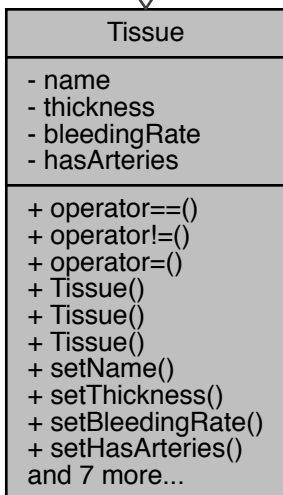 Tissue
- name
- thickness
- bleedingRate
- hasArteries
+ operator==()
+ operator!=()
+ operator=()
+ Tissue()
+ Tissue()
+ Tissue()
+ setName()
+ setThickness()
+ setBleedingRate()
+ setHasArteries()
and 7 more...